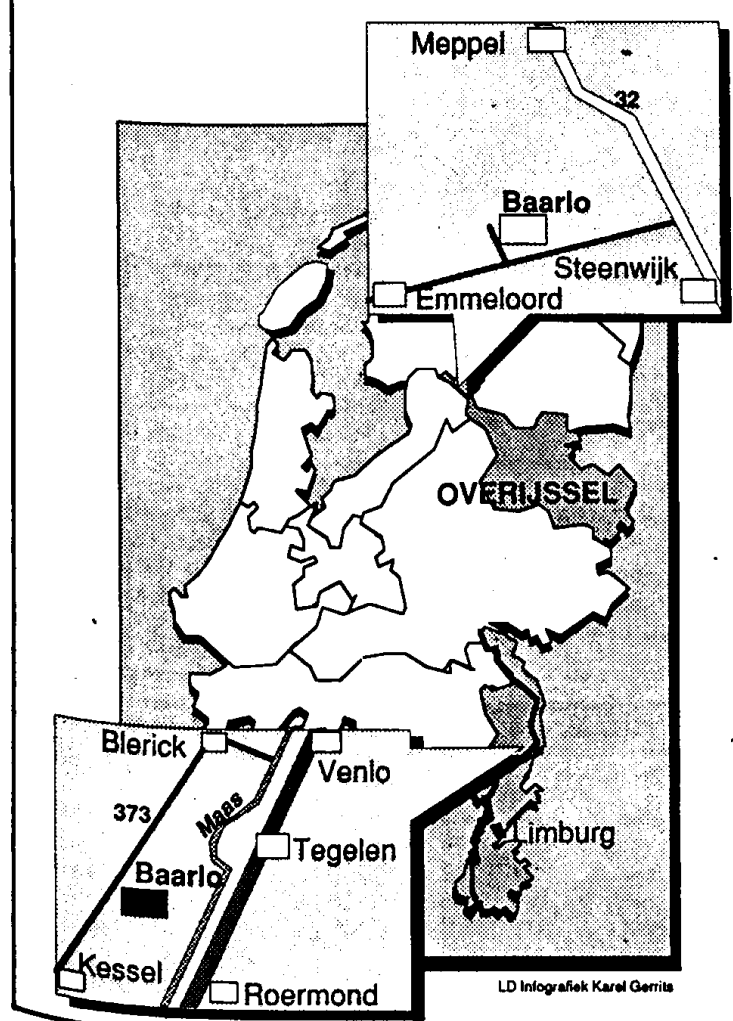 Meppel
32
Baarlo
Steenwijk
Emmeloord
OVERIJSSEL
Blerick
Venlo
373
Maas
Tegelen
Limburg
Baarlo
Kessel
Roermond
LD Infografiek Karel Gerrits